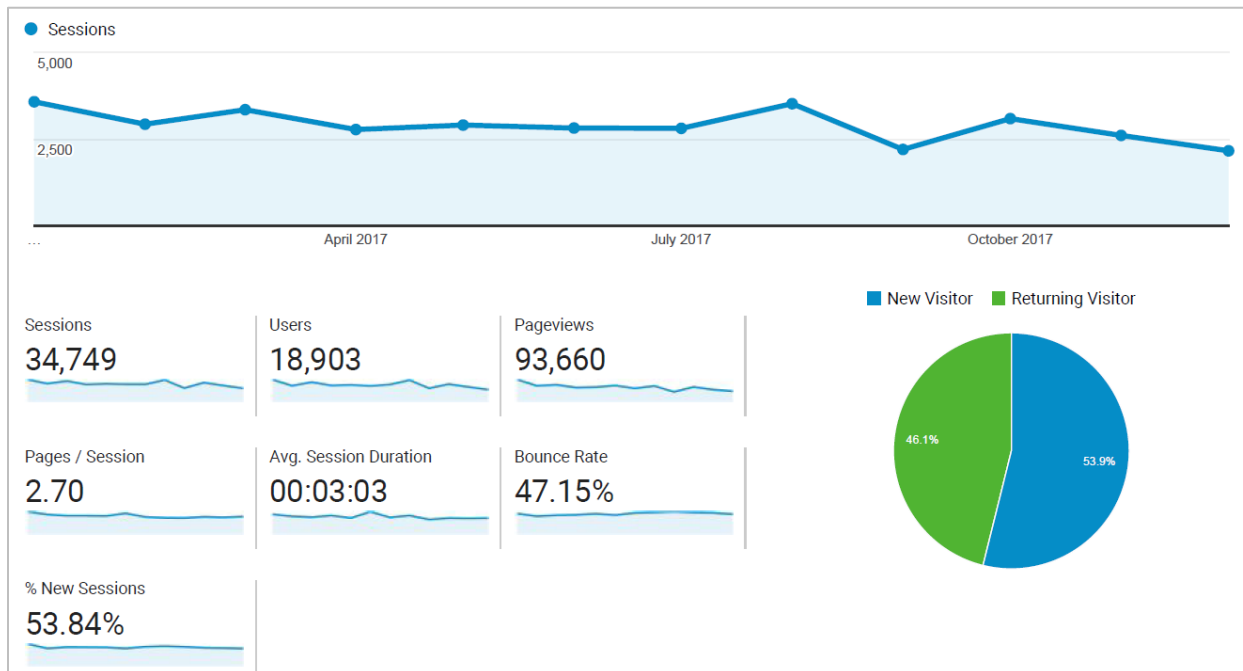 Sessions
5,000
2,500
...
April 2017
July 2017
October 2017
New Visitor
Returning Visitor
Sessions
34,749
Users
18,903
Pageviews
93,660
Pages / Session
2.70
Avg. Session Duration
00:03:03
Bounce Rate
47.15%
% New Sessions
53.84%
46.1%
53.9%